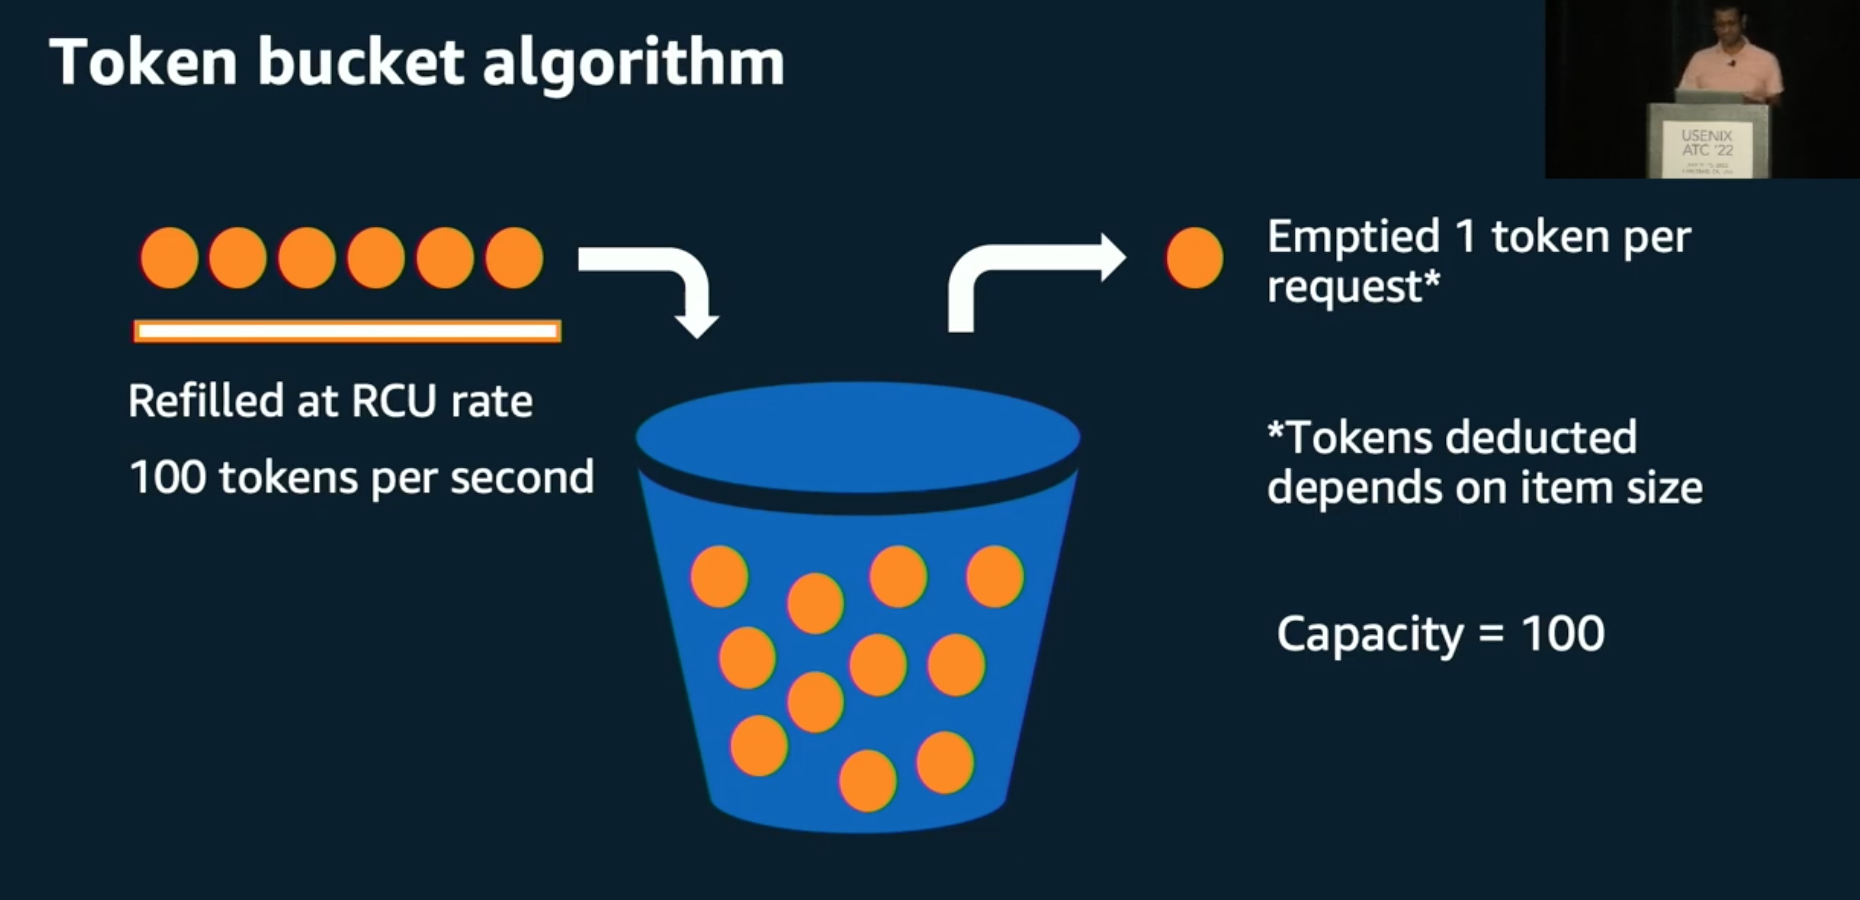 Token bucket algorithm
USENIX
ATC '22
Emptied 1 token per
request*
Refilled at RCU rate
100 tokens per second
*Tokens deducted
depends on item size
Capacity = 100